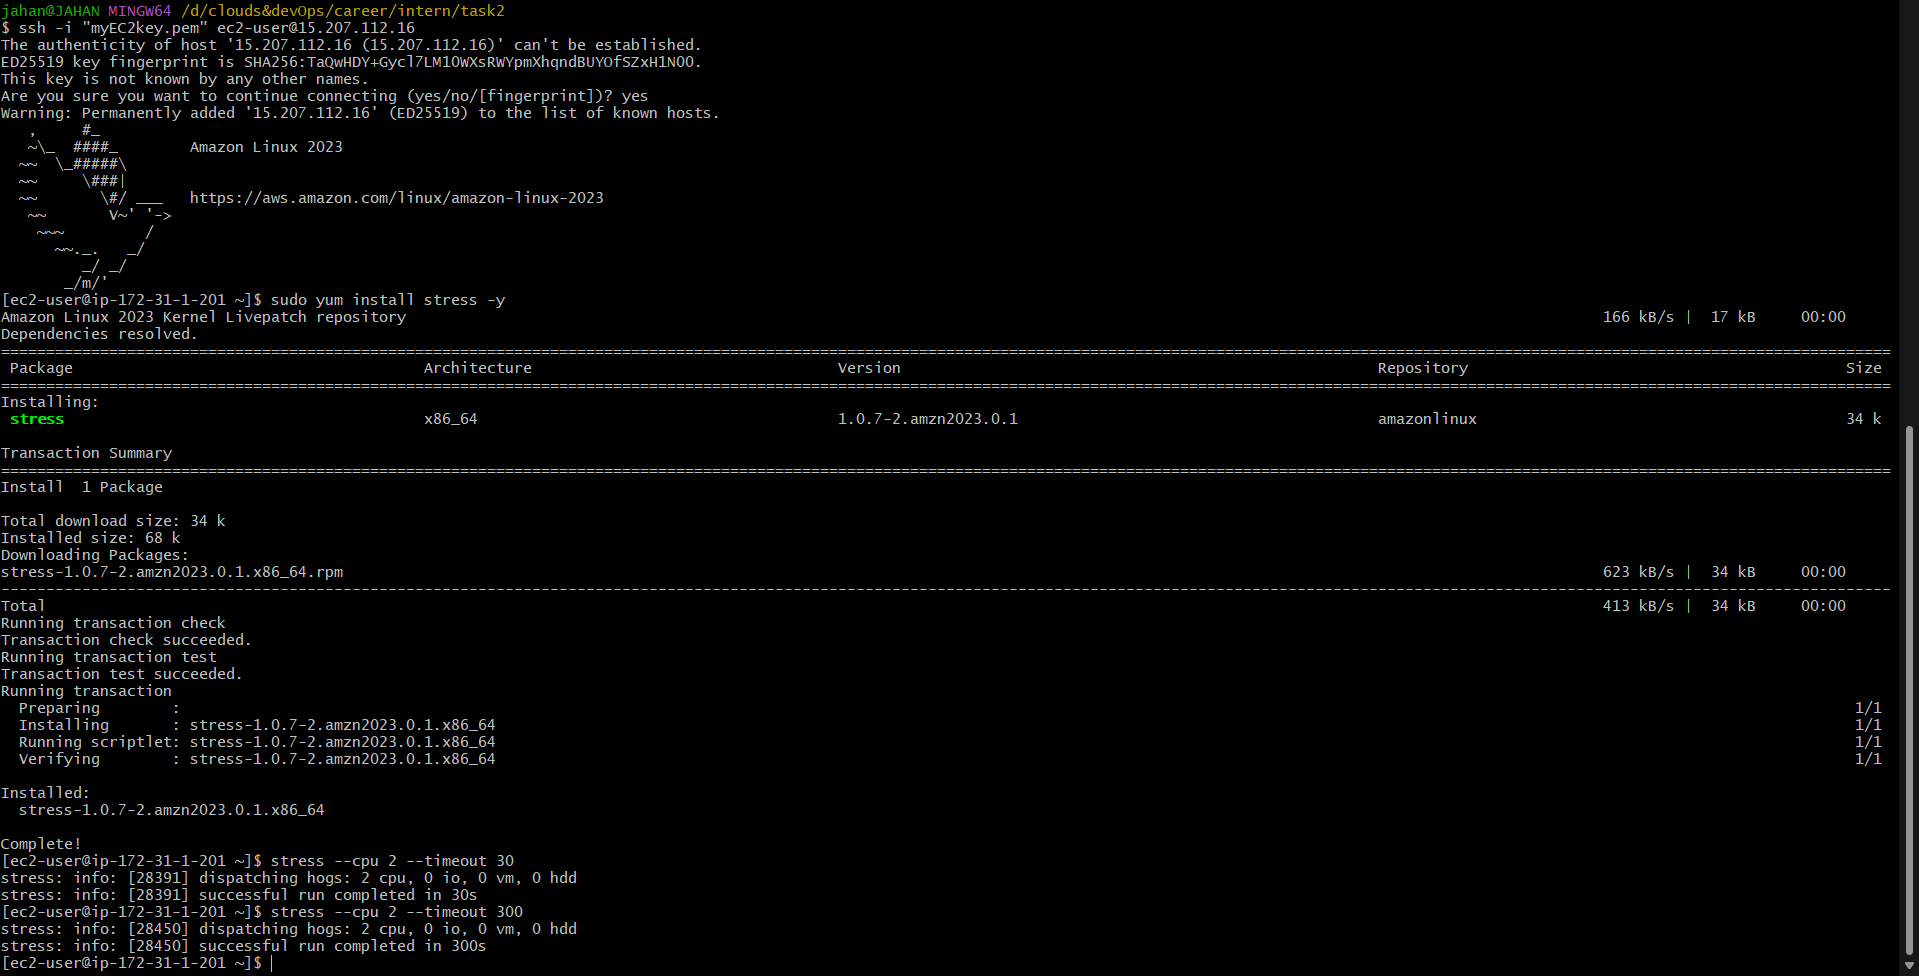 jahan@JAHAN MINGW64 /d/clouds&devOps/career/intern/task2
$ ssh -i "myEC2key.pem" ec2-user@15.207.112.16
The authenticity of host '15.207.112.16 (15.207.112.16)' can't be established.
ED25519 key fingerprint is SHA256:TaQwHDY+Gycl7LM10WXsRWYpmXhqndBUYOfSZxH1N00.
This key is not known by any other names.
Are you sure you want to continue connecting (yes/no/[fingerprint])? yes
Warning: Permanently added '15.207.112.16' (ED25519) to the list of known hosts.
   ,     #_
   ~\_  ####_        Amazon Linux 2023
  ~~  \_#####\
  ~~     \###|
  ~~       \#/ ___   https://aws.amazon.com/linux/amazon-linux-2023
   ~~       V~' '->
    ~~~         /
      ~~._.   _/
         _/ _/
       _/m/'
[ec2-user@ip-172-31-1-201 ~]$ sudo yum install stress -y
Amazon Linux 2023 Kernel Livepatch repository 166 kB/s | 17 kB 00:00
Dependencies resolved.
Package Architecture Version Repository Size
Installing:
stress x86_64 1.0.7-2.amzn2023.0.1 amazonlinux 34 k
Transaction Summary
Install  1 Package
Total download size: 34 k
Installed size: 68 k
Downloading Packages:
stress-1.0.7-2.amzn2023.0.1.x86_64.rpm 623 kB/s | 34 kB 00:00
Total 413 kB/s | 34 kB 00:00
Running transaction check
Transaction check succeeded.
Running transaction test
Transaction test succeeded.
Running transaction
  Preparing        : 1/1
  Installing       : stress-1.0.7-2.amzn2023.0.1.x86_64 1/1
  Running scriptlet: stress-1.0.7-2.amzn2023.0.1.x86_64 1/1
  Verifying        : stress-1.0.7-2.amzn2023.0.1.x86_64 1/1
Installed:
  stress-1.0.7-2.amzn2023.0.1.x86_64
Complete!
[ec2-user@ip-172-31-1-201 ~]$ stress --cpu 2 --timeout 30
stress: info: [28391] dispatching hogs: 2 cpu, 0 io, 0 vm, 0 hdd
stress: info: [28391] successful run completed in 30s
[ec2-user@ip-172-31-1-201 ~]$ stress --cpu 2 --timeout 300
stress: info: [28450] dispatching hogs: 2 cpu, 0 io, 0 vm, 0 hdd
stress: info: [28450] successful run completed in 300s
[ec2-user@ip-172-31-1-201 ~]$